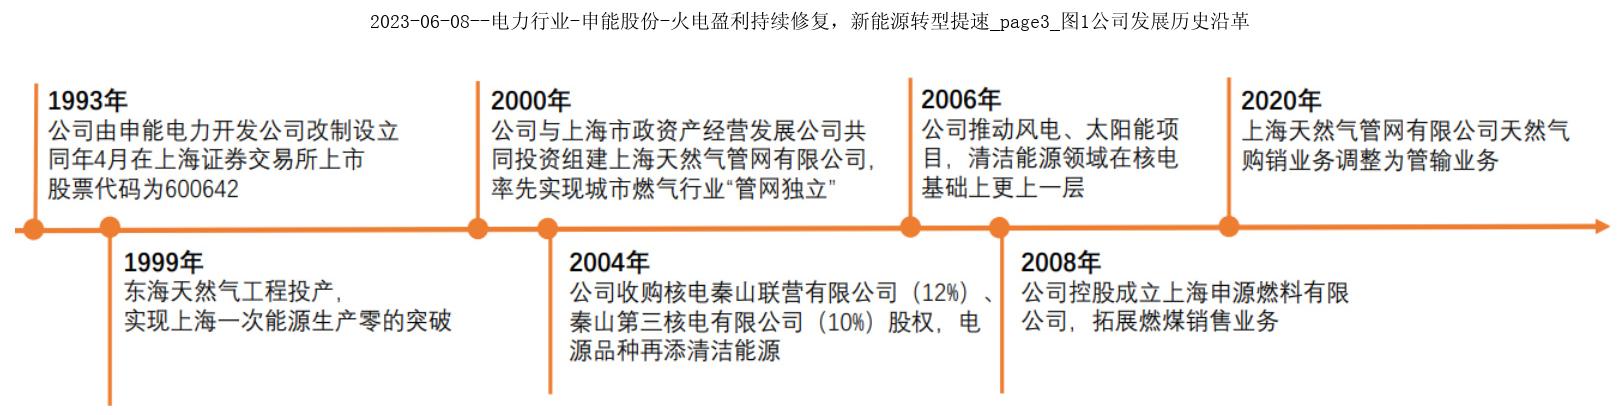 2023-06-08--电力行业-申能股份-火电盈利持续修复，新能源转型提速_page3_图1公司发展历史沿革
1993年
公司由申能电力开发公司改制设立
同年4月在上海证券交易所上市
股票代码为600642
1999年
东海天然气工程投产，
实现上海一次能源生产零的突破
2000年
公司与上海市政资产经营发展公司共
同投资组建上海天然气管网有限公司，
率先实现城市燃气行业“管网独立”
2004年
公司收购核电秦山联营有限公司（12%）、
秦山第三核电有限公司（10%）股权，电
源品种再添清洁能源
2006年
公司推动风电、太阳能项
目，清洁能源领域在核电
基础上更上一层
2008年
公司控股成立上海申源燃料有限
公司，拓展燃煤销售业务
2020年
上海天然气管网有限公司天然气
购销业务调整为管输业务